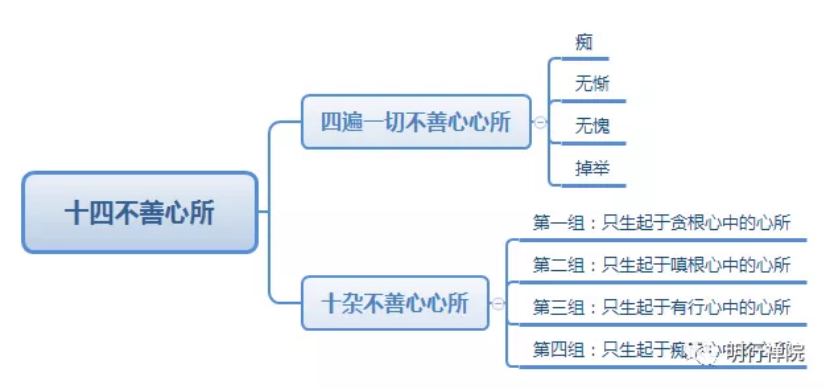 十四不善心所
四遍一切不善心心所
痴
无惭
无愧
掉举
十杂不善心心所
第一组：只生起于贪根心中的心所
第二组：只生起于嗔根心中的心所
第三组：只生起于有行心中的心所
第四组：只生起于痴
明行禅院